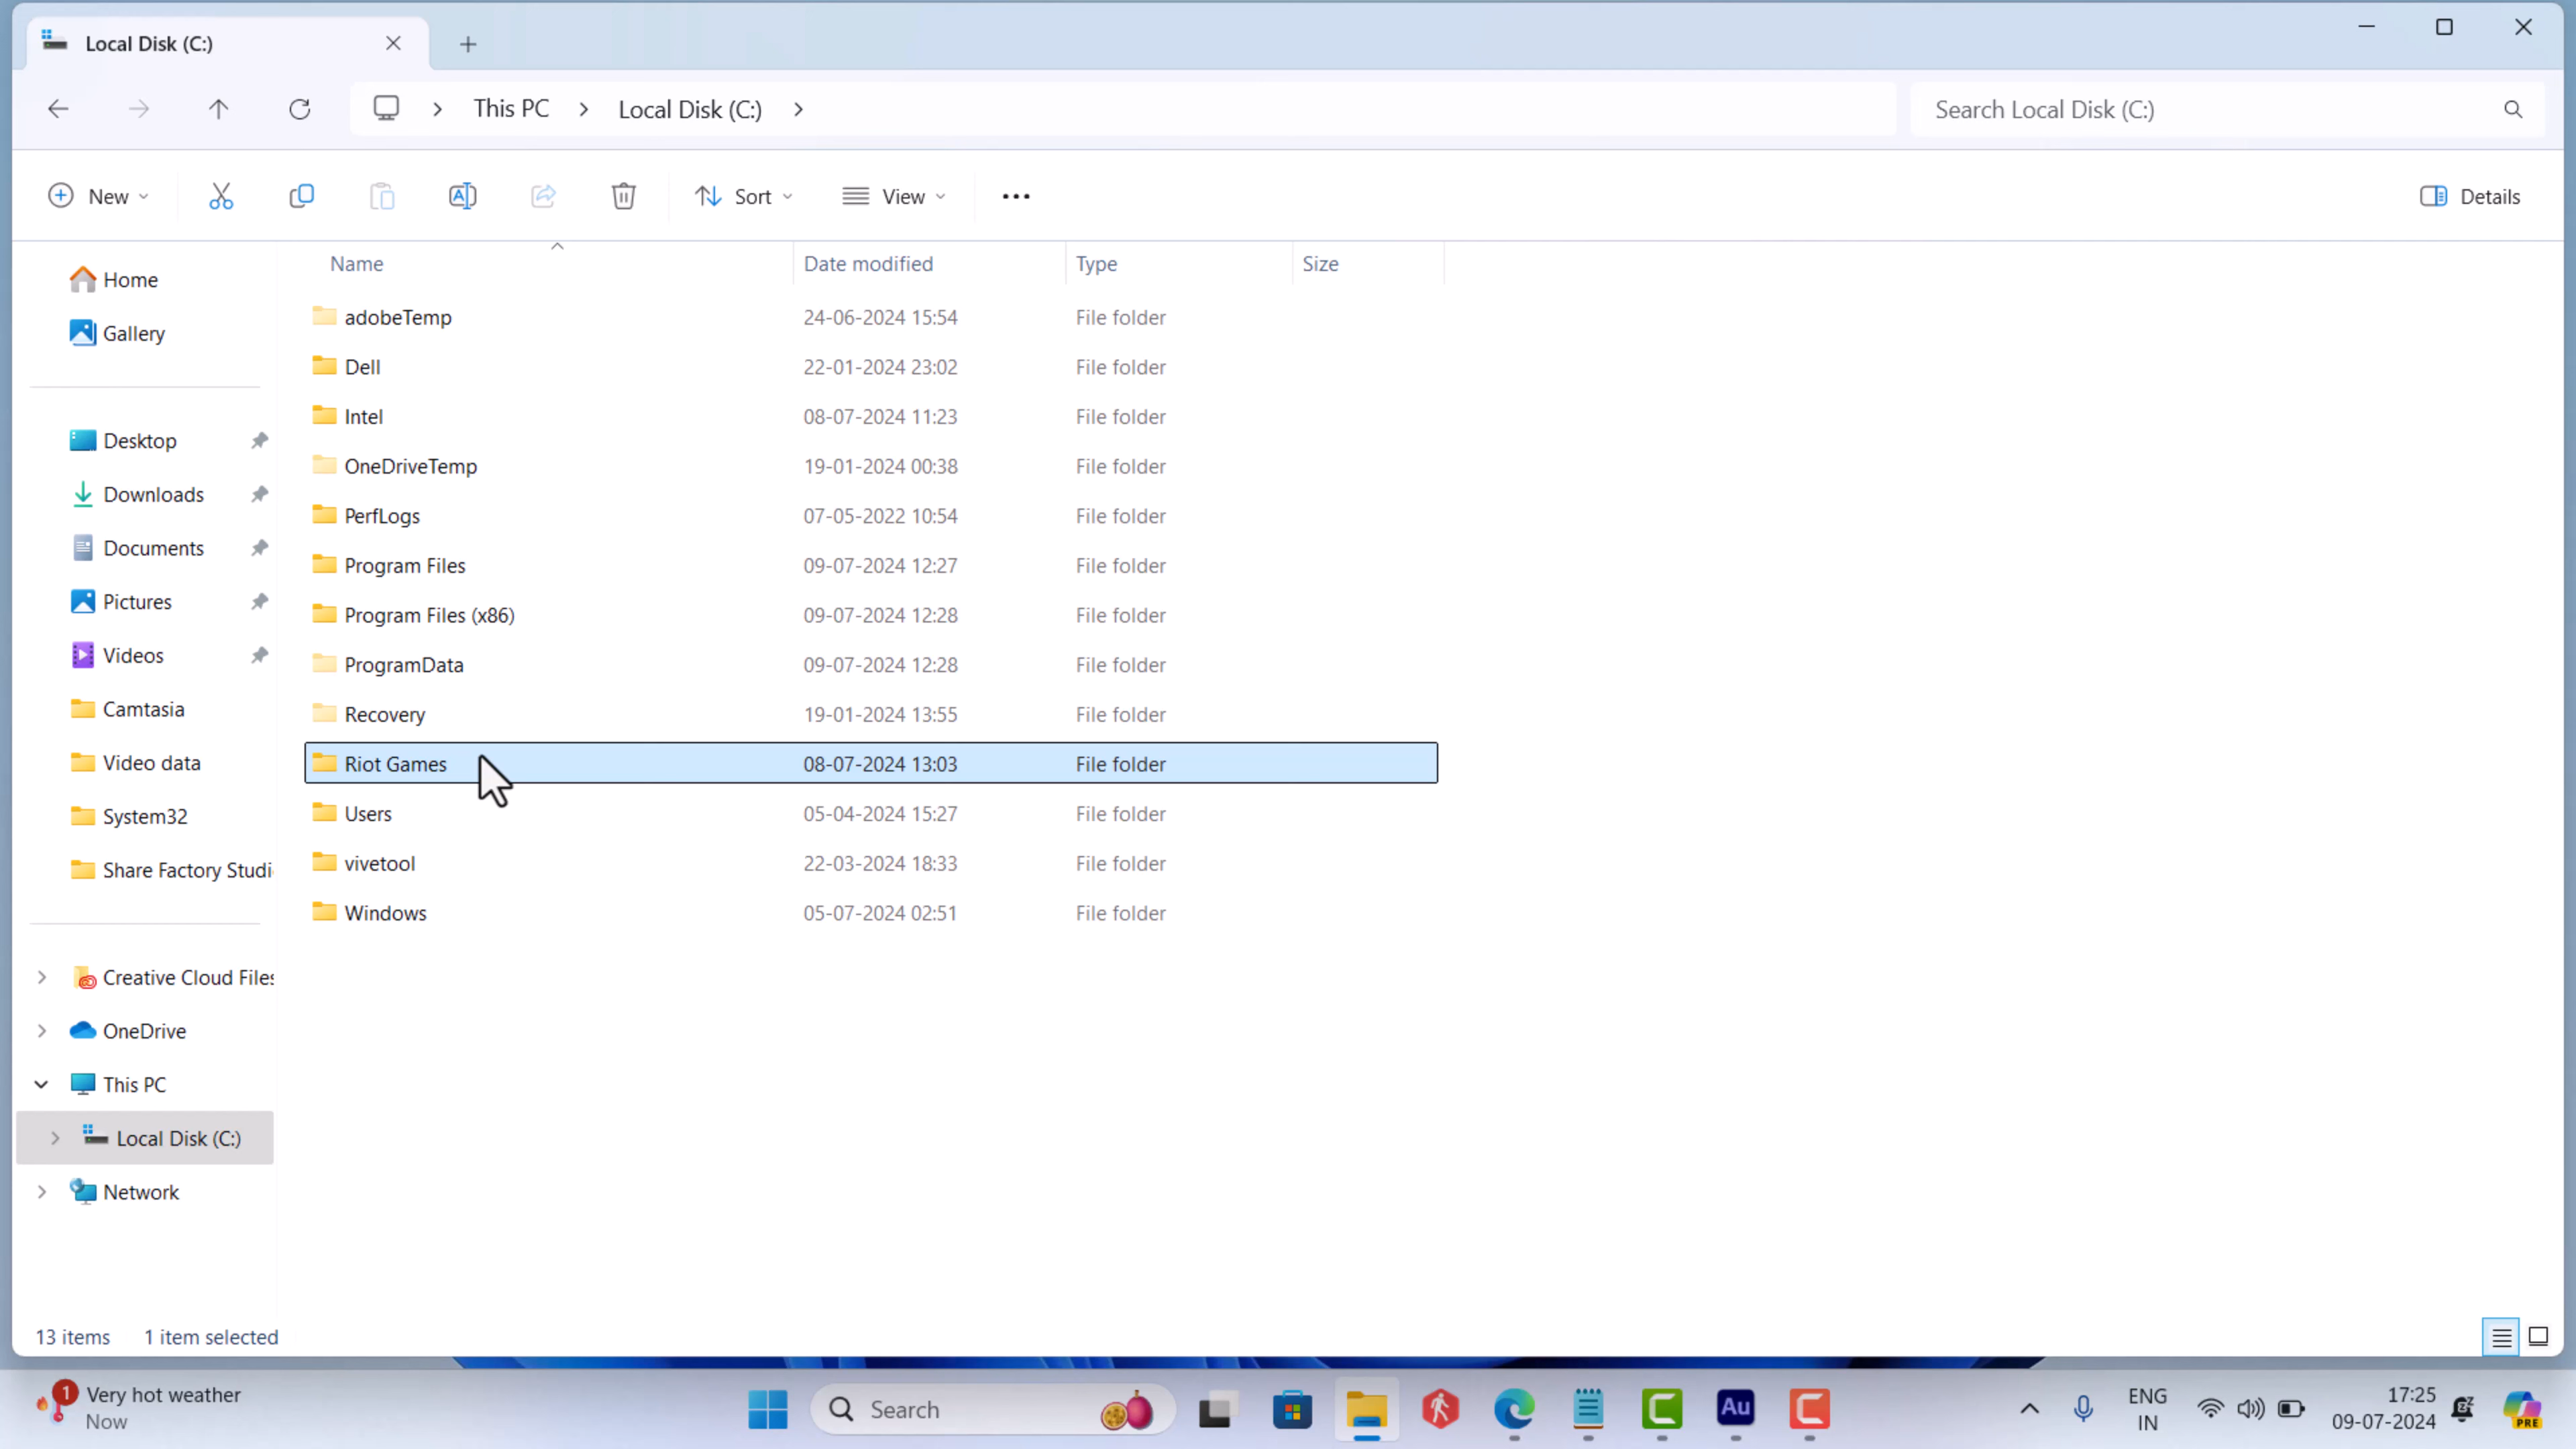 Local Disk (C:)
This PC
Local Disk (C:)
Search Local Disk (C:)
New
Sort
View
Details
Name
Date modified
Type
Size
Home
Gallery
Desktop
Downloads
Documents
Pictures
Videos
Camtasia
Video data
System32
Share Factory Studi
Creative Cloud Files
OneDrive
This PC
Local Disk (C:)
Network
adobeTemp 24-06-2024 15:54 File folder
Dell 22-01-2024 23:02 File folder
Intel 08-07-2024 11:23 File folder
OneDriveTemp 19-01-2024 00:38 File folder
PerfLogs 07-05-2022 10:54 File folder
Program Files 09-07-2024 12:27 File folder
Program Files (x86) 09-07-2024 12:28 File folder
ProgramData 09-07-2024 12:28 File folder
Recovery 19-01-2024 13:55 File folder
Riot Games 08-07-2024 13:03 File folder
Users 05-04-2024 15:27 File folder
vivetool 22-03-2024 18:33 File folder
Windows 05-07-2024 02:51 File folder
13 items 1 item selected
1
Very hot weather
Now
Search
Au
ENG
IN
17:25
09-07-2024
PRE